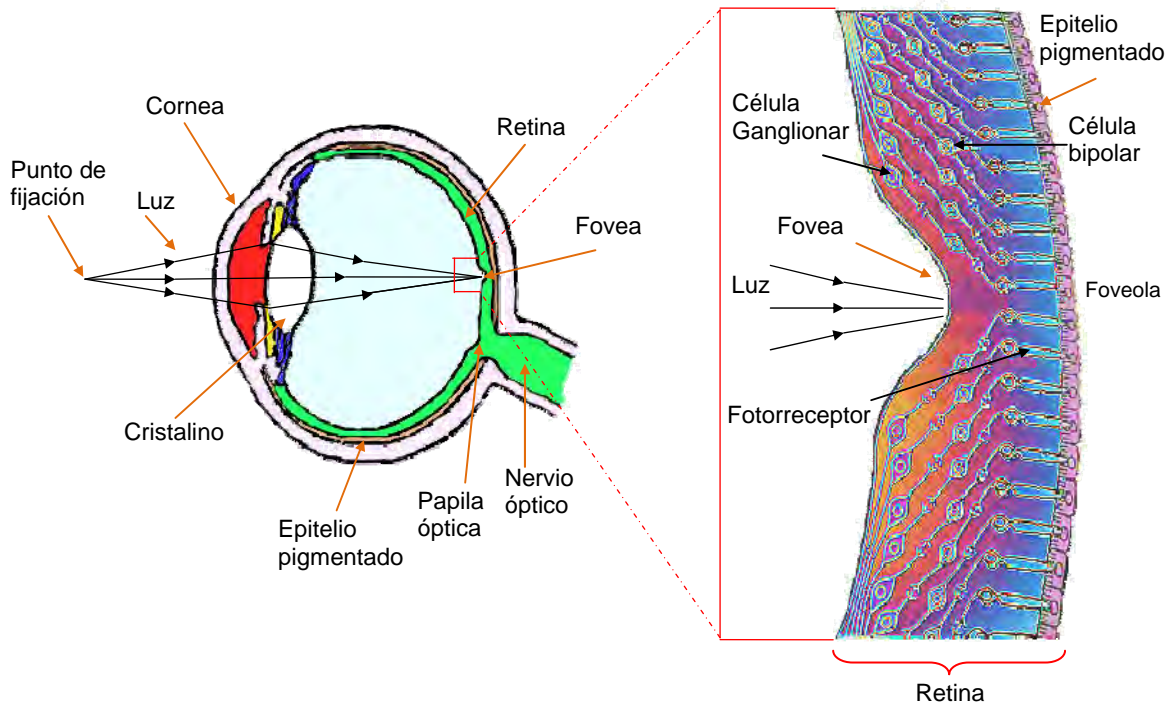 Cornea
Retina
Punto de
fijación
Luz
Fovea
Cristalino
Epitelio
pigmentado
Papila
óptica
Nervio
óptico
Epitelio
pigmentado
Célula
Ganglionar
Célula
bipolar
Fovea
Luz
Foveola
Fotorreceptor
Retina